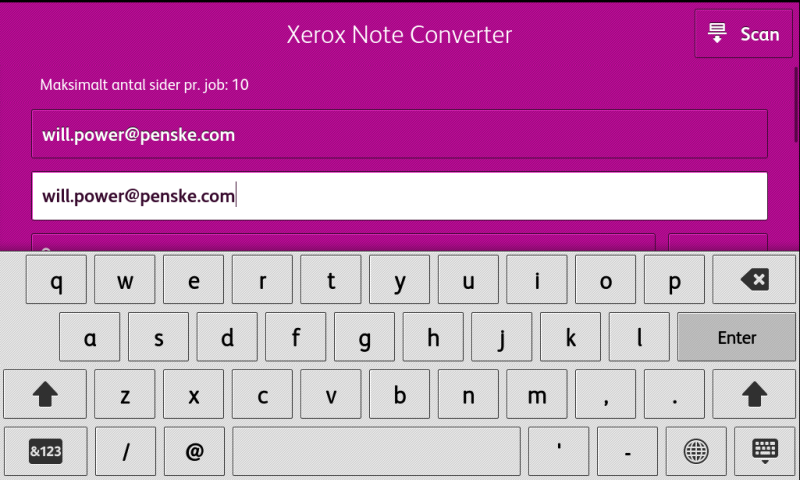 Xerox Note Converter
Scan
Maksimalt antal sider pr. job: 10
will.power@penske.com
will.power@penske.com
q w e r t y u i o p
a s d f g h j k l Enter
z x c v b n m , .
&123 / @ ' -